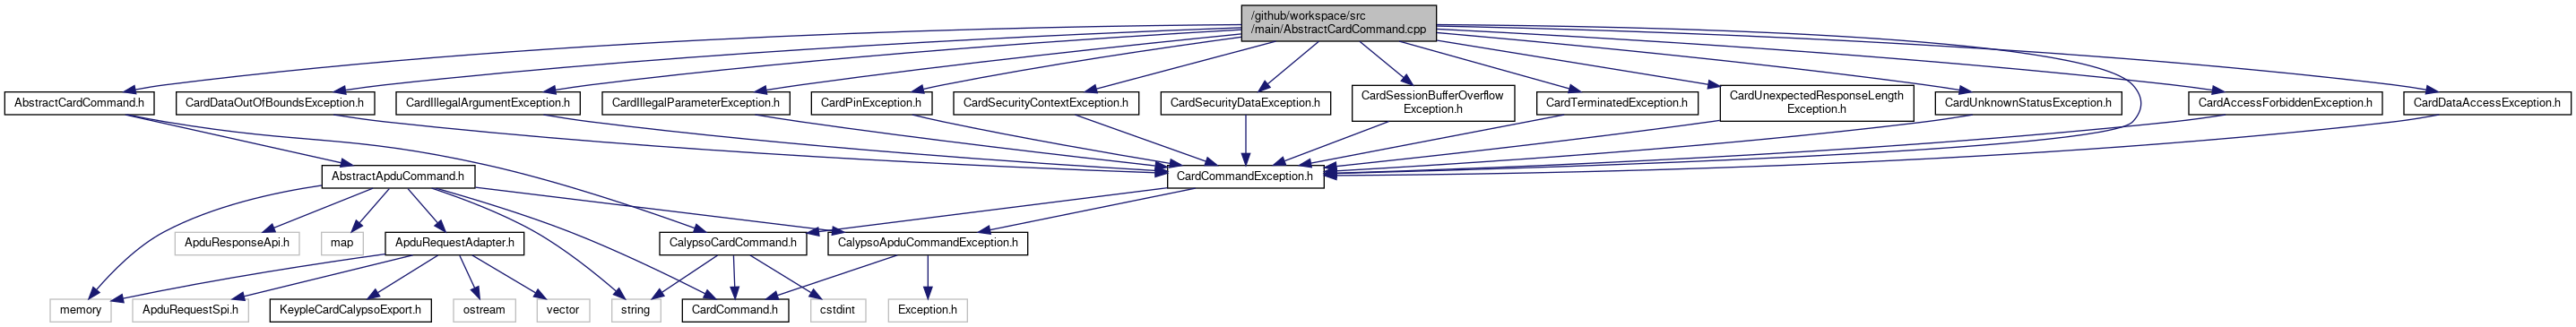 /github/workspace/src
/main/AbstractCardCommand.cpp
AbstractCardCommand.h
CardDataOutOfBoundsException.h
CardIllegalArgumentException.h
CardIllegalParameterException.h
CardPinException.h
CardSecurityContextException.h
CardSecurityDataException.h
CardSessionBufferOverflow
Exception.h
CardTerminatedException.h
CardUnexpectedResponseLength
Exception.h
CardUnknownStatusException.h
CardAccessForbiddenException.h
CardDataAccessException.h
AbstractApduCommand.h
CardCommandException.h
ApduResponseApi.h
map
ApduRequestAdapter.h
CalypsoCardCommand.h
CalypsoApduCommandException.h
memory
ApduRequestSpi.h
KeypleCardCalypsoExport.h
ostream
vector
string
CardCommand.h
cstdint
Exception.h